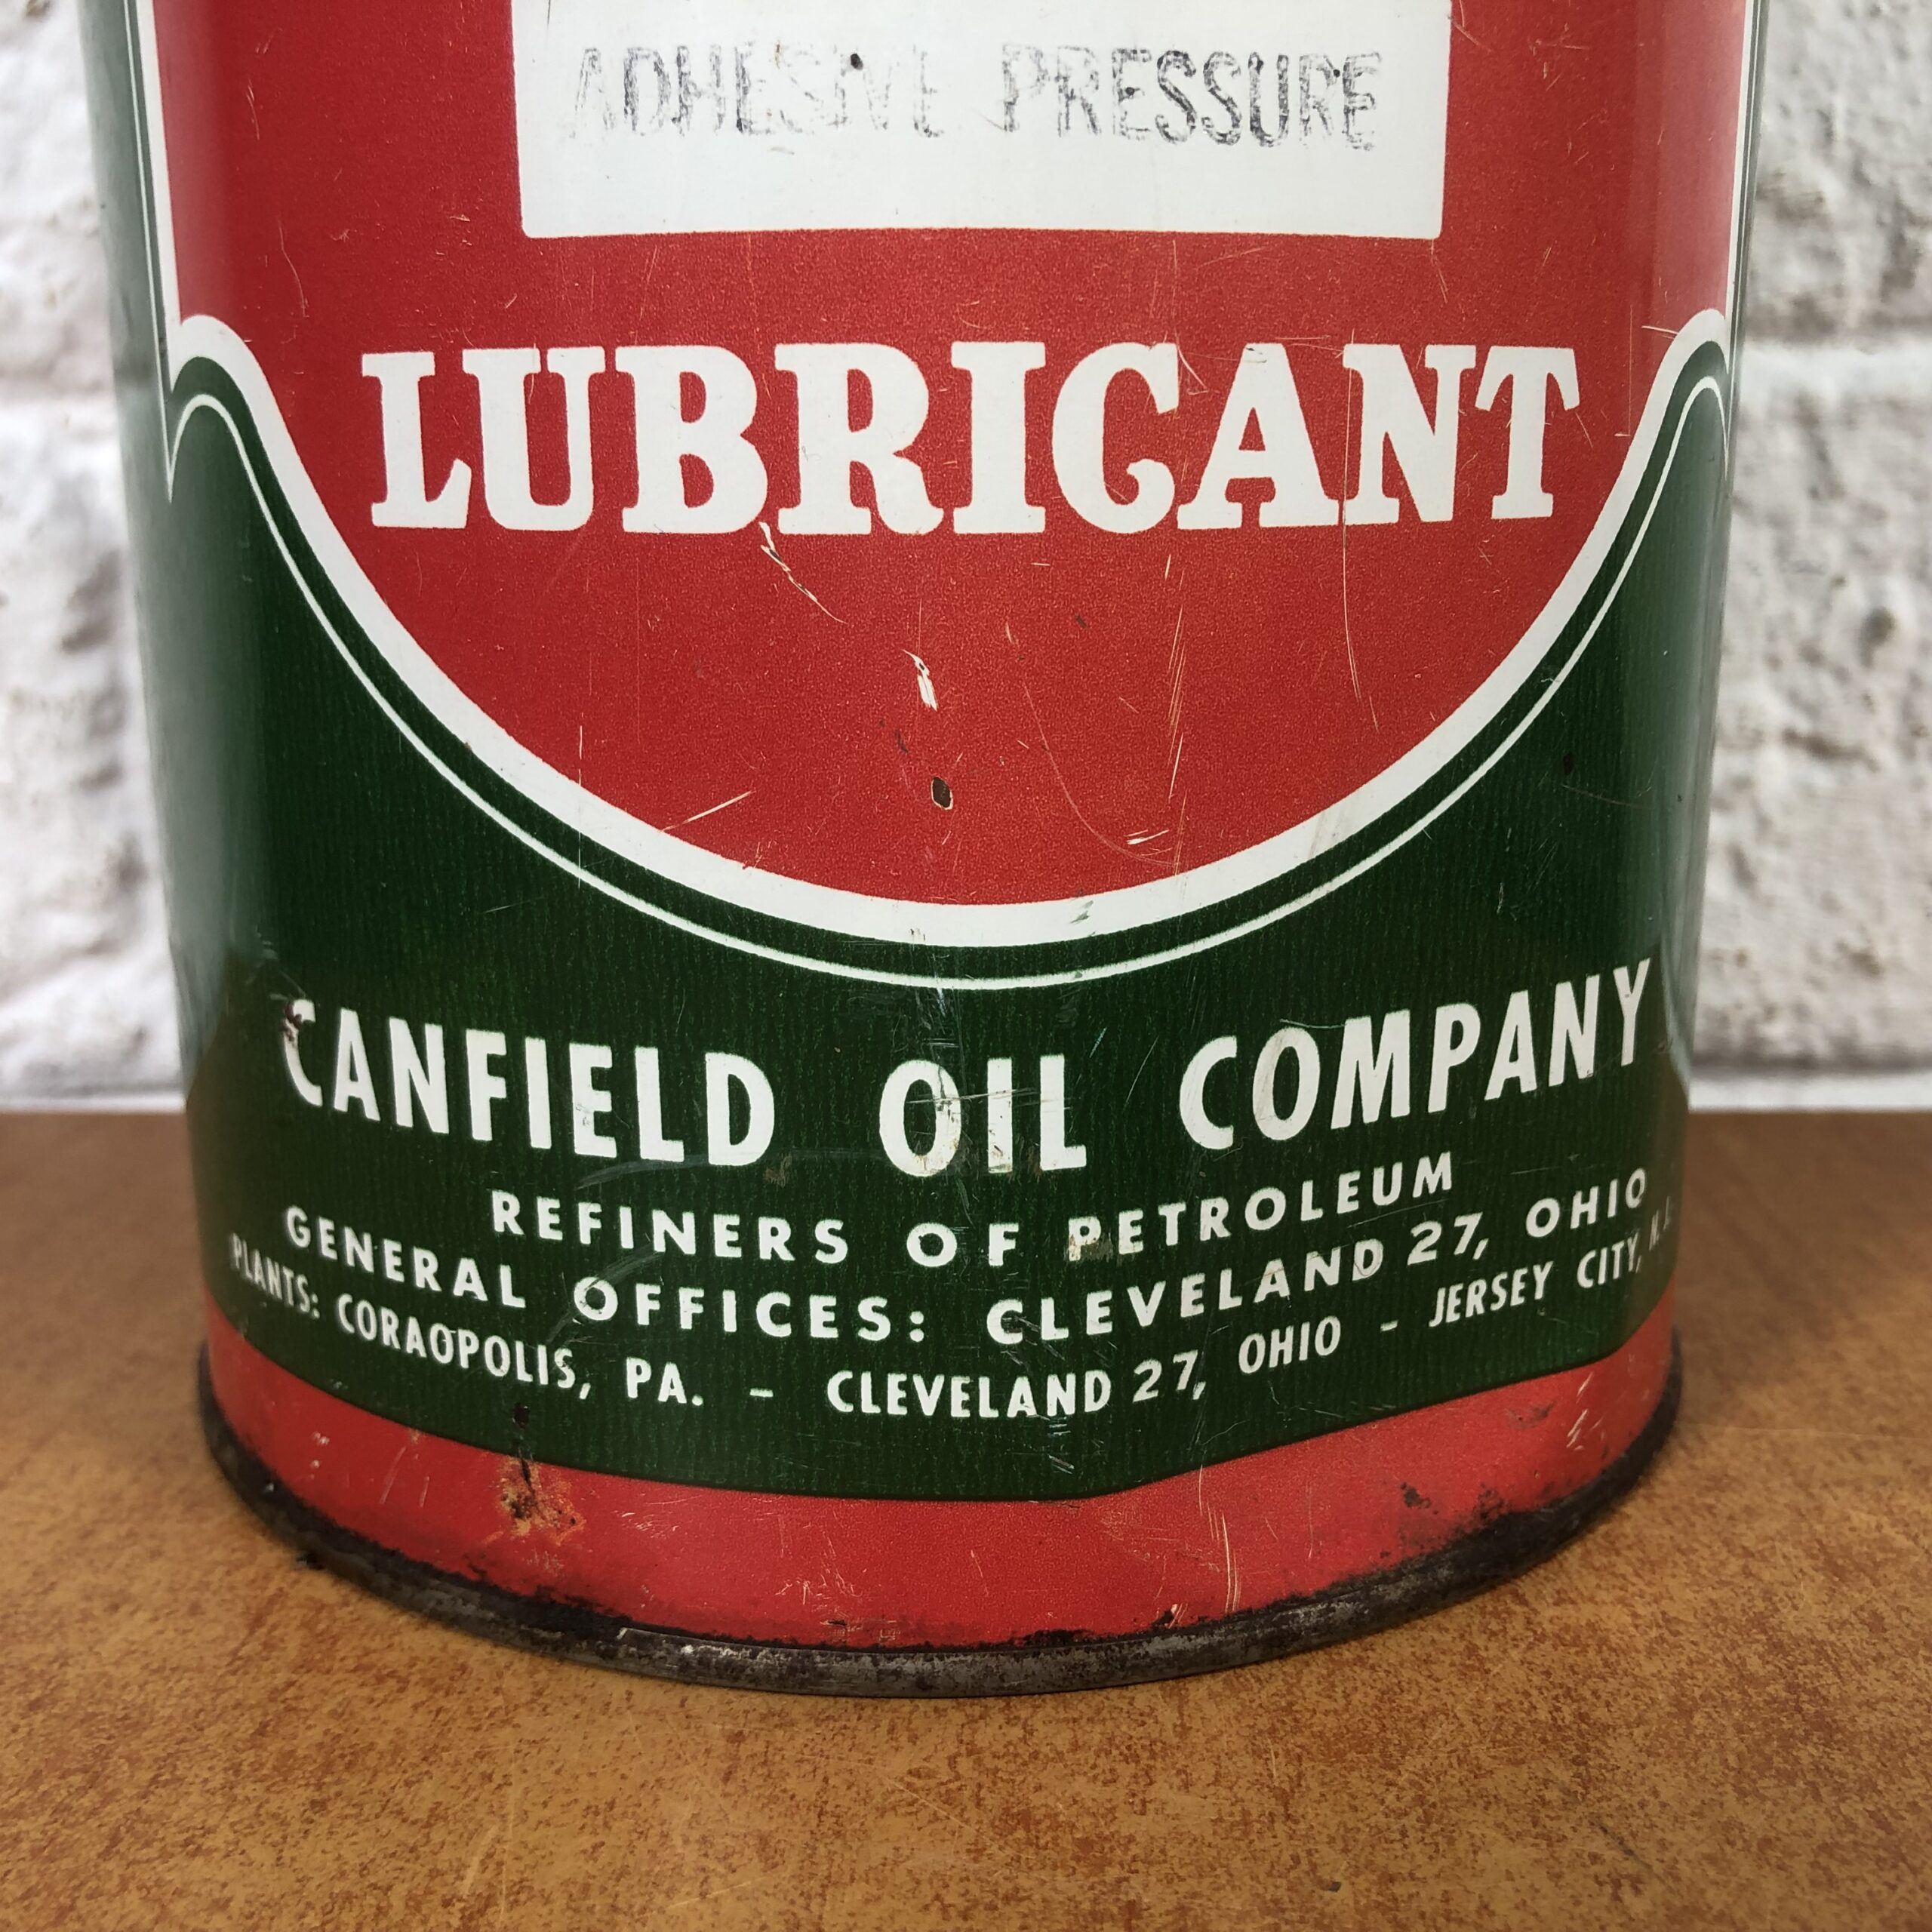 ADHESIVE PRESSURE
LUBRICANT
CANFIELD OIL COMPANY
REFINERS OF PETROLEUM
GENERAL OFFICES: CLEVELAND 27, OHIO
PLANTS: CORAOPOLIS, PA. - CLEVELAND 27, OHIO - JERSEY CITY, N.J.